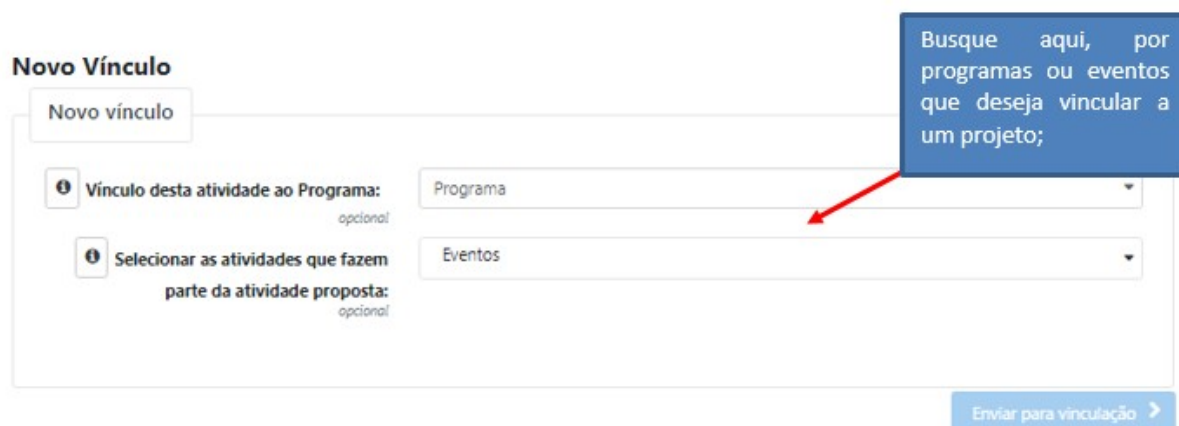 Busque aqui, por
programas ou eventos
que deseja vincular a
um projeto;
Novo Vínculo
Novo vínculo
Vínculo desta atividade ao Programa:
opcional
Programa
Selecionar as atividades que fazem
parte da atividade proposta:
opcional
Eventos
Enviar para vinculação